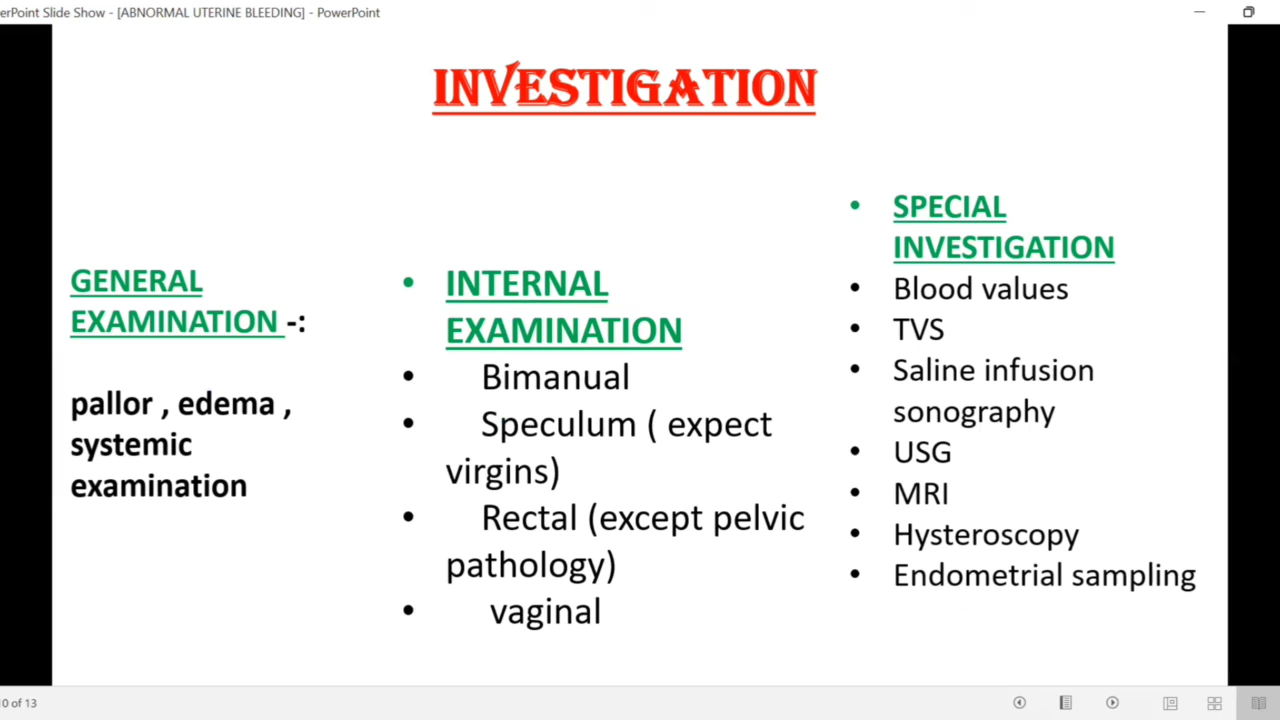 erPoint Slide Show - [ABNORMAL UTERINE BLEEDING] - PowerPoint
INVESTIGATION
GENERAL
EXAMINATION -:
pallor , edema ,
systemic
examination
• INTERNAL
EXAMINATION
• Bimanual
• Speculum ( expect
virgins)
• Rectal (except pelvic
pathology)
• vaginal
• SPECIAL
INVESTIGATION
• Blood values
• TVS
• Saline infusion
sonography
• USG
• MRI
• Hysteroscopy
• Endometrial sampling
10 of 13